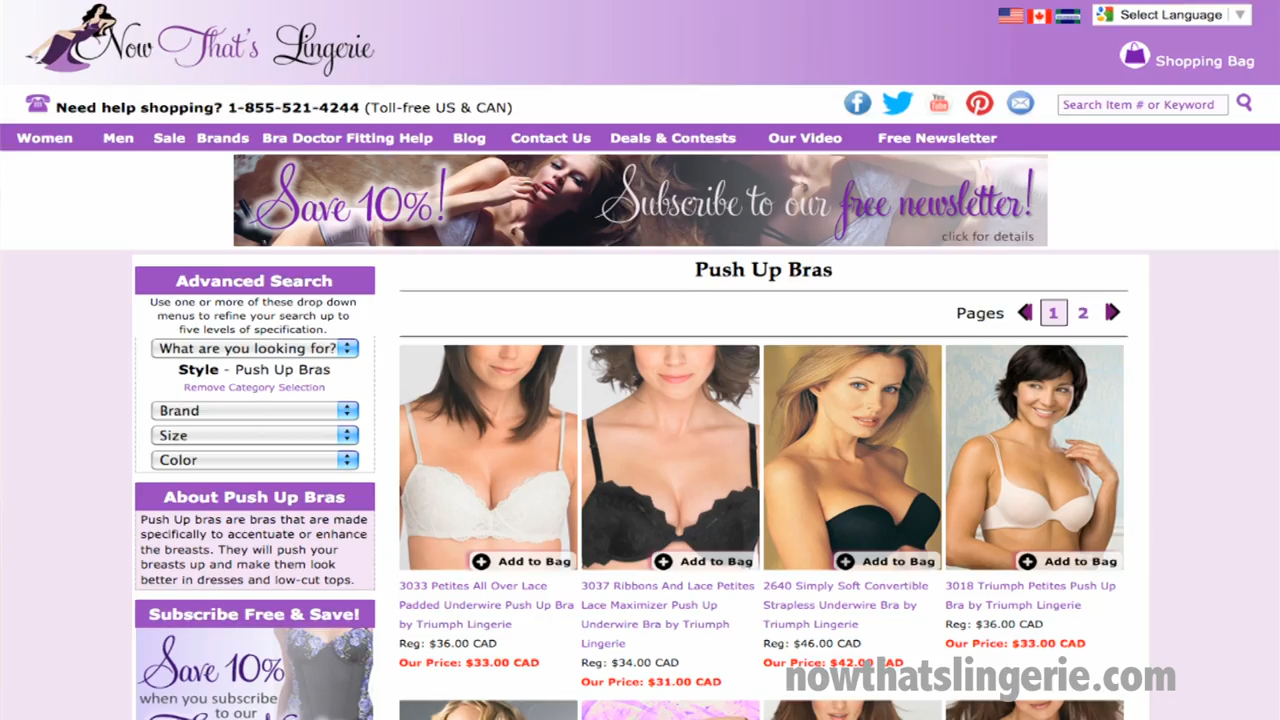 Now That's Lingerie
Select Language
Shopping Bag
Need help shopping? 1-855-521-4244 (Toll-free US & CAN)
You
Search Item # or Keyword
Women Men Sale Brands Bra Doctor Fitting Help Blog Contact Us Deals & Contests Our Video Free Newsletter
Save 10%! Subscribe to our free newsletter!
click for details
Advanced Search
Use one or more of these drop down
menus to refine your search up to
five levels of specification.
What are you looking for?
Style - Push Up Bras
Remove Category Selection
Brand
Size
Color
About Push Up Bras
Push Up bras are bras that are made
specifically to accentuate or enhance
the breasts. They will push your
breasts up and make them look
better in dresses and low-cut tops.
Subscribe Free & Save!
Save 10%
when you subscribe
to our
Push Up Bras
Pages 1 2
Add to Bag
3033 Petites All Over Lace
Padded Underwire Push Up Bra
by Triumph Lingerie
Reg: $36.00 CAD
Our Price: $33.00 CAD
Add to Bag
3037 Ribbons And Lace Petites
Lace Maximizer Push Up
Underwire Bra by Triumph
Lingerie
Reg: $34.00 CAD
Our Price: $31.00 CAD
Add to Bag
2640 Simply Soft Convertible
Strapless Underwire Bra by
Triumph Lingerie
Reg: $46.00 CAD
Our Price: $42.00 CAD
Add to Bag
3018 Triumph Petites Push Up
Bra by Triumph Lingerie
Reg: $36.00 CAD
Our Price: $33.00 CAD
nowthatslingerie.com